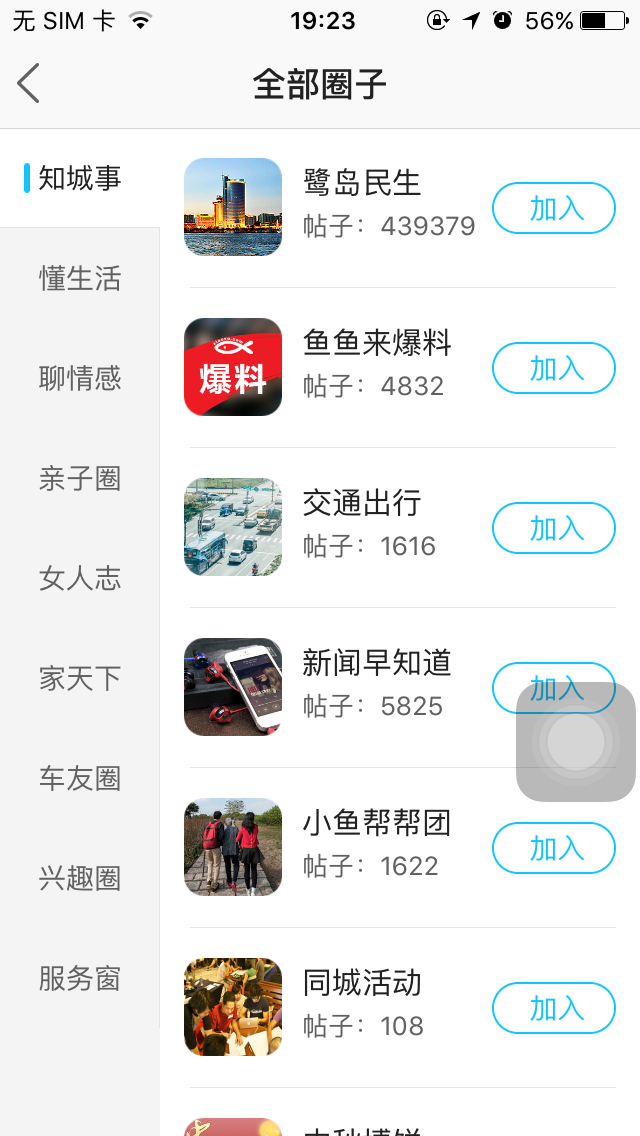 无 SIM 卡
19:23
56%
全部圈子
知城事
懂生活
聊情感
亲子圈
女人志
家天下
车友圈
兴趣圈
服务窗
鹭岛民生
帖子：439379
加入
爆料
鱼鱼来爆料
帖子：4832
加入
交通出行
帖子：1616
加入
新闻早知道
帖子：5825
加入
小鱼帮帮团
帖子：1622
加入
同城活动
帖子：108
加入